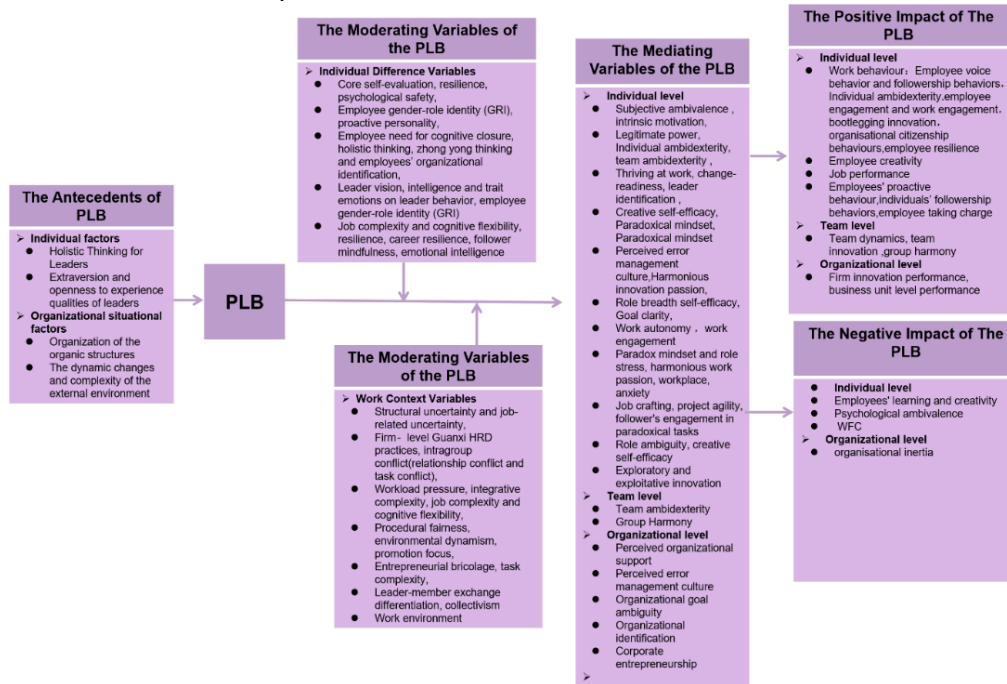 The Antecedents of
PLB
➢ Individual factors
● Holistic Thinking for
Leaders
● Extraversion and
openness to experience
qualities of leaders
➢ Organizational situational
factors
● Organization of the
organic structures
● The dynamic changes
and complexity of the
external environment
PLB
The Moderating Variables of
the PLB
➢ Individual Difference Variables
● Core self-evaluation, resilience,
psychological safety,
● Employee gender-role identity (GRI),
proactive personality,
● Employee need for cognitive closure,
holistic thinking, zhong yong thinking
and employees' organizational
identification,
● Leader vision, intelligence and trait
emotions on leader behavior, employee
gender-role identity (GRI)
● Job complexity and cognitive flexibility,
resilience, career resilience, follower
mindfulness, emotional intelligence
The Moderating Variables
of the PLB
➢ Work Context Variables
● Structural uncertainty and job-
related uncertainty,
● Firm- level Guanxi HRD
practices, intragroup
conflict(relationship conflict and
task conflict),
● Workload pressure, integrative
complexity, job complexity and
cognitive flexibility,
● Procedural fairness,
environmental dynamism,
promotion focus,
● Entrepreneurial bricolage, task
complexity,
● Leader-member exchange
differentiation, collectivism
● Work environment
The Mediating
Variables of the PLB
➢ Individual level
● Subjective ambivalence ,
intrinsic motivation,
● Legitimate power,
Individual ambidexterity,
team ambidexterity ,
● Thriving at work, change-
readiness, leader
identification ,
● Creative self-efficacy,
Paradoxical mindset,
Paradoxical mindset
● Perceived error
management
culture,Harmonious
innovation passion,
● Role breadth self-efficacy,
Goal clarity,
● Work autonomy ，work
engagement
● Paradox mindset and role
stress, harmonious work
passion, workplace,
anxiety
● Job crafting, project agility,
follower's engagement in
paradoxical tasks
● Role ambiguity, creative
self-efficacy
● Exploratory and
exploitative innovation
➢ Team level
● Team ambidexterity
● Group Harmony
➢ Organizational level
● Perceived organizational
support
● Perceived error
management culture
● Organizational goal
ambiguity
● Organizational
identification
● Corporate
entrepreneurship
➢
The Positive Impact of The
PLB
➢ Individual level
● Work behaviour：Employee voice
behavior and followership behaviors，
Individual ambidexterity,employee
engagement and work engagement，
bootlegging innovation，
organisational citizenship
behaviours,employee resilience
● Employee creativity
● Job performance
● Employees' proactive
behaviour,individuals' followership
behaviors,employee taking charge
➢ Team level
● Team dynamics, team
innovation ,group harmony
➢ Organizational level
● Firm innovation performance,
business unit level performance
The Negative Impact of The
PLB
● Individual level
● Employees' learning and creativity
● Psychological ambivalence
● WFC
➢ Organizational level
● organisational inertia